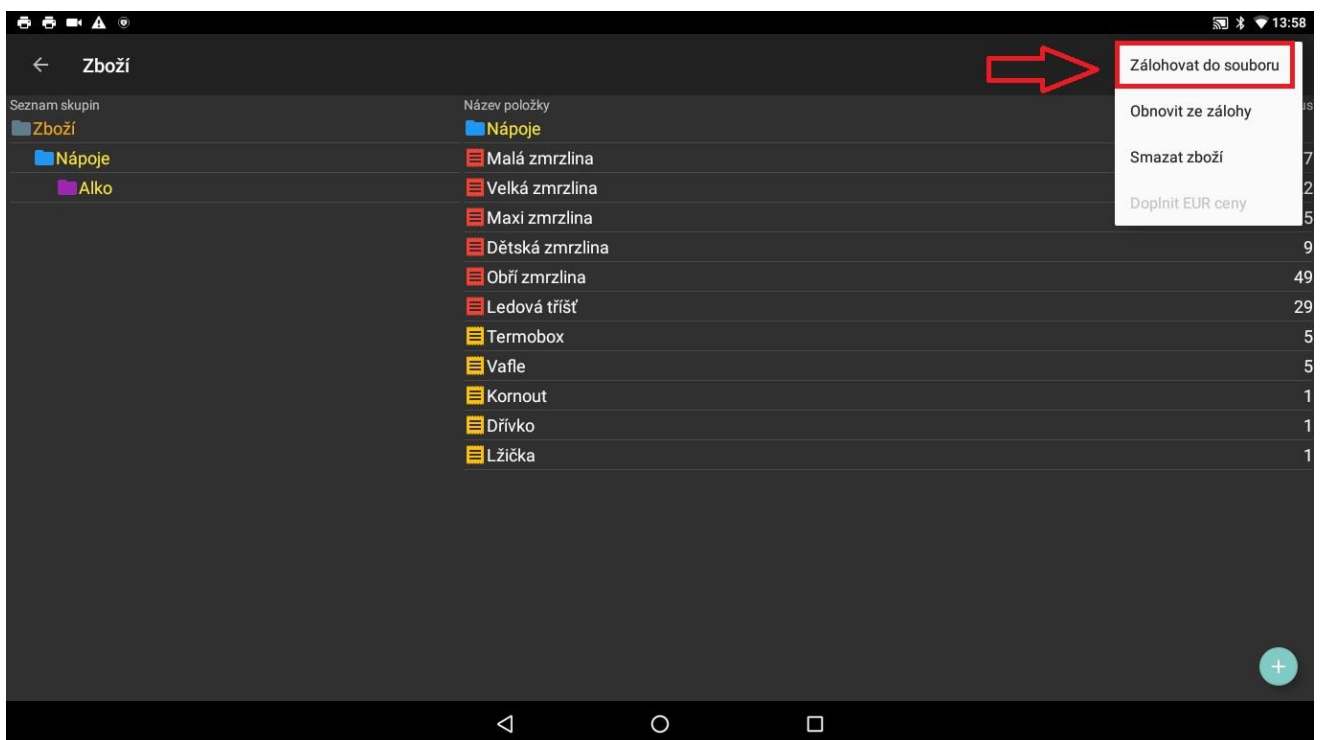 13:58
Zboží
Zálohovat do souboru
Obnovit ze zálohy
Smazat zboží
Doplnit EUR ceny
Seznam skupin
Zboží
Nápoje
Alko
Název položky
Nápoje
Malá zmrzlina 7
Velká zmrzlina 2
Maxi zmrzlina 5
Dětská zmrzlina 9
Obří zmrzlina 49
Ledová tříšť 29
Termobox 5
Vafle 5
Kornout 1
Dřívko 1
Lžička 1